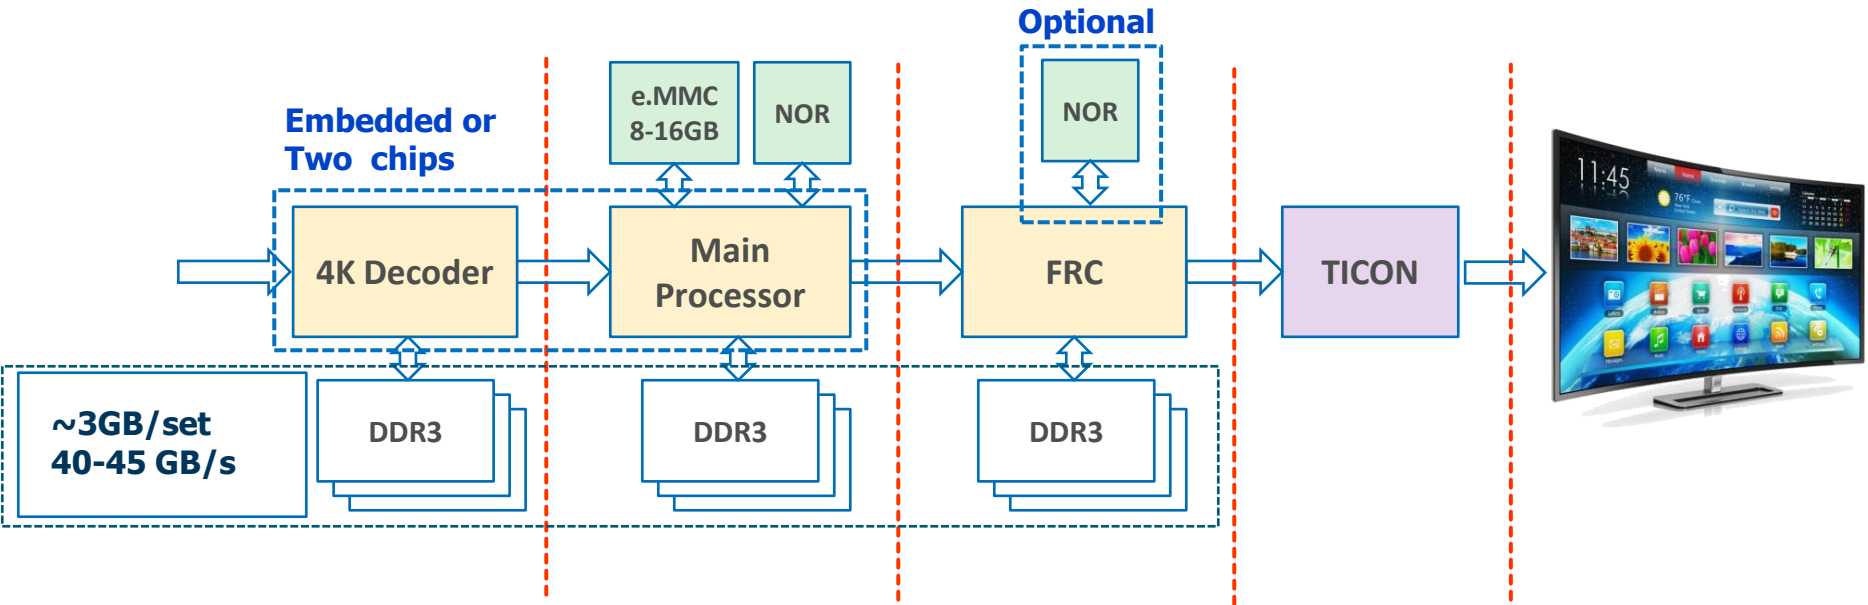 Optional
e.MMC
8-16GB
NOR
NOR
Embedded or
Two chips
4K Decoder
Main
Processor
FRC
TICON
11:45
76°F
~3GB/set
40-45 GB/s
DDR3
DDR3
DDR3